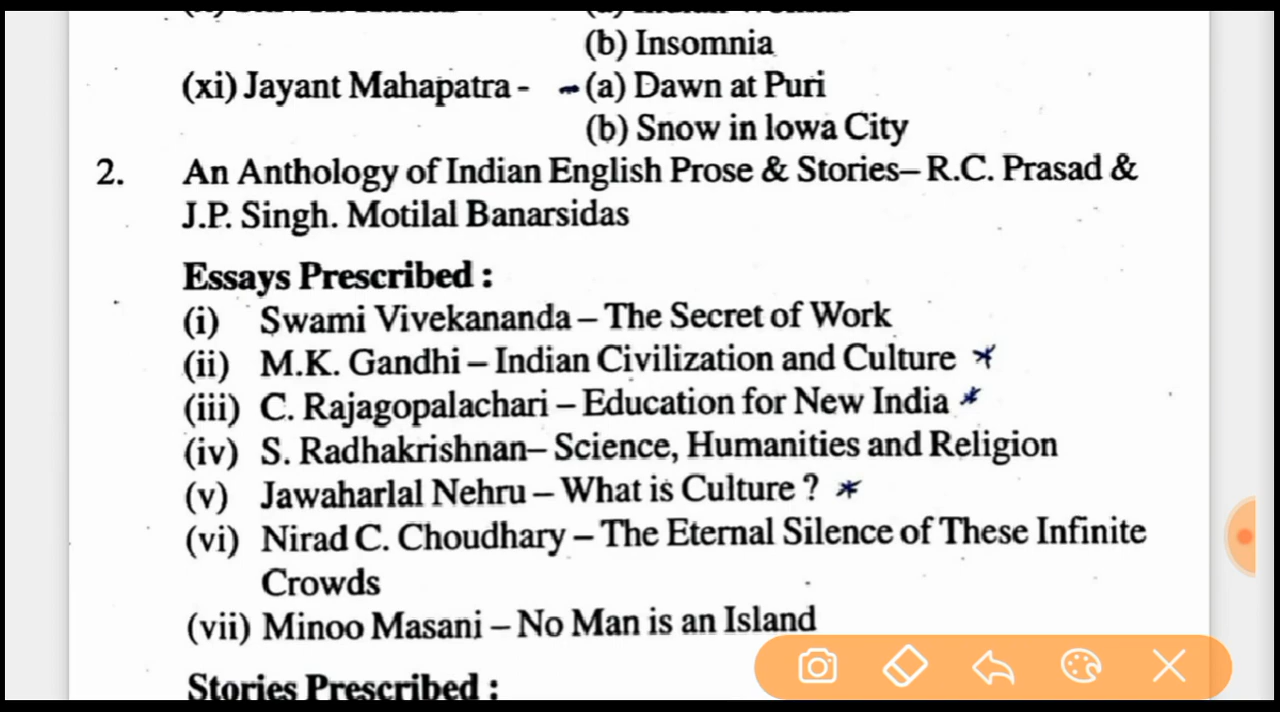 (b) Insomnia
(xi) Jayant Mahapatra - - (a) Dawn at Puri
(b) Snow in lowa City
2. An Anthology of Indian English Prose & Stories– R.C. Prasad &
J.P. Singh. Motilal Banarsidas
Essays Prescribed :
(i) Swami Vivekananda – The Secret of Work
(ii) M.K. Gandhi – Indian Civilization and Culture *
(iii) C. Rajagopalachari – Education for New India *
(iv) S. Radhakrishnan– Science, Humanities and Religion
(v) Jawaharlal Nehru – What is Culture ? *
(vi) Nirad C. Choudhary – The Eternal Silence of These Infinite
Crowds
(vii) Minoo Masani – No Man is an Island
Stories Prescribed :